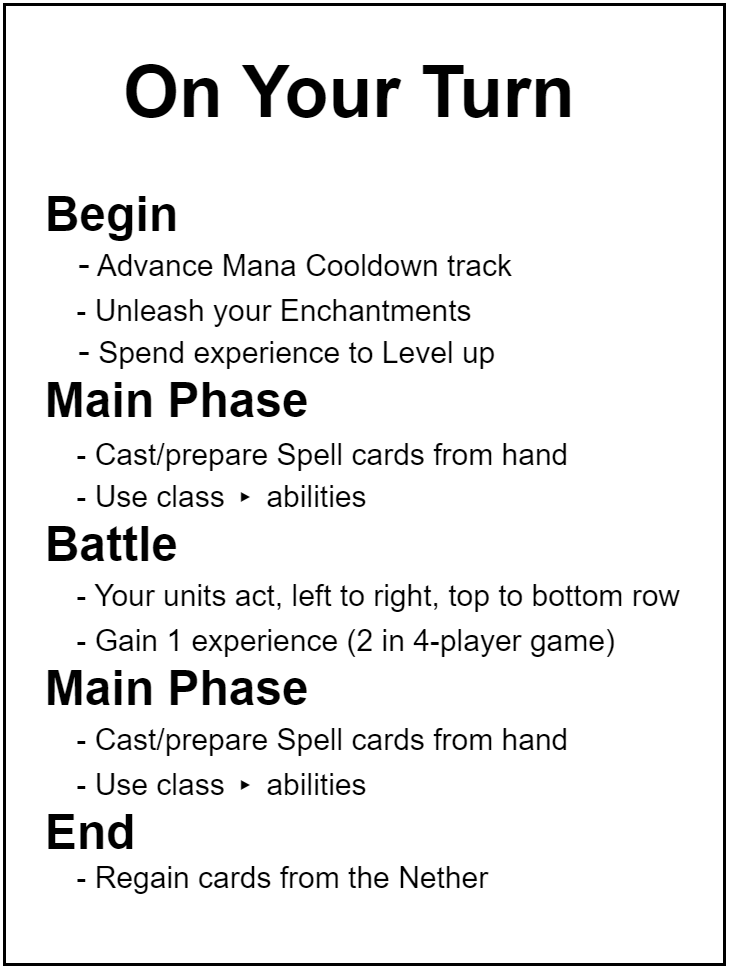 On Your Turn
Begin
- Advance Mana Cooldown track
- Unleash your Enchantments
- Spend experience to Level up
Main Phase
- Cast/prepare Spell cards from hand
- Use class ‣ abilities
Battle
- Your units act, left to right, top to bottom row
- Gain 1 experience (2 in 4-player game)
Main Phase
- Cast/prepare Spell cards from hand
- Use class ‣ abilities
End
- Regain cards from the Nether